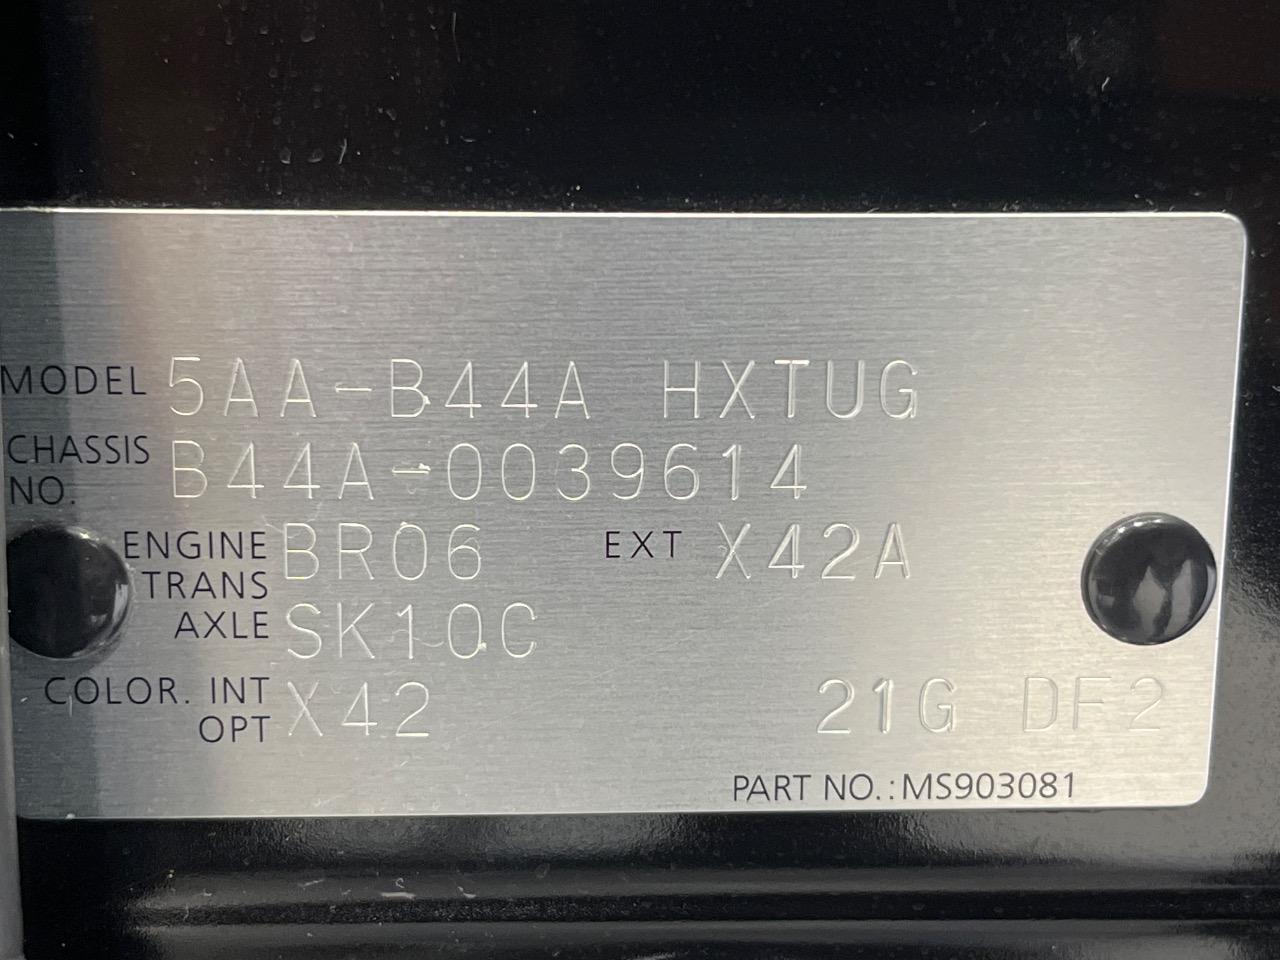 MODEL 5AA-B44A HXTUG
CHASSIS NO. B44A-0039614
ENGINE BR06 EXT X42A
TRANS AXLE SK10C
COLOR. INT OPT X42 21G DF2
PART NO.:MS903081